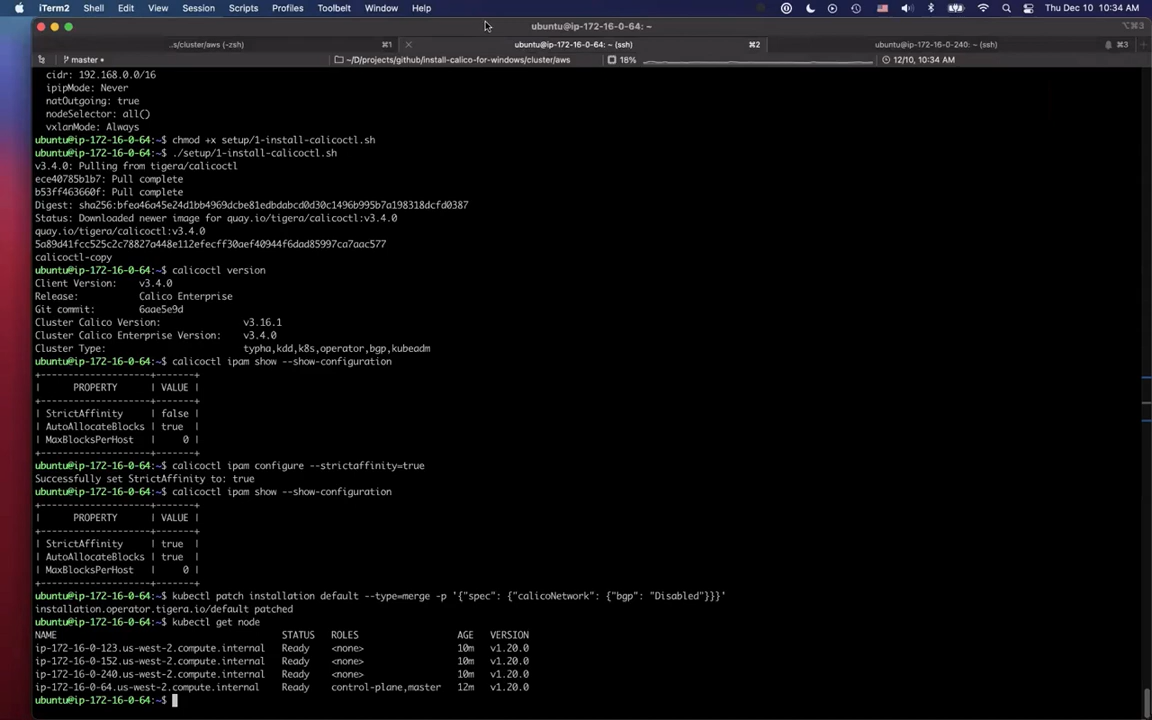 iTerm2 Shell Edit View Session Scripts Profiles Toolbelt Window Help Thu Dec 10 10:34 AM
ubuntu@ip-172-16-0-64: ~ ⌥⌘3
..s/cluster/aws (-zsh) ⌘1 ubuntu@ip-172-16-0-64: ~ (ssh) ⌘2 ubuntu@ip-172-16-0-240: ~ (ssh) ⌘3
master • ~/D/projects/github/install-calico-for-windows/cluster/aws 16% 12/10, 10:34 AM
cidr: 192.168.0.0/16
ipipMode: Never
natOutgoing: true
nodeSelector: all()
vxlanMode: Always
ubuntu@ip-172-16-0-64:~$ chmod +x setup/1-install-calicoctl.sh
ubuntu@ip-172-16-0-64:~$ ./setup/1-install-calicoctl.sh
v3.4.0: Pulling from tigera/calicoctl
ece40785b1b7: Pull complete
b53ff463660f: Pull complete
Digest: sha256:bfea46a45e24d1bb4969dcbe81edbdabcd0d30c1496b995b7a198318dcfd0387
Status: Downloaded newer image for quay.io/tigera/calicoctl:v3.4.0
quay.io/tigera/calicoctl:v3.4.0
5a89d41fcc525c2c78827a448e112efecff30aef40944f6dad85997ca7aac577
calicoctl-copy
ubuntu@ip-172-16-0-64:~$ calicoctl version
Client Version: v3.4.0
Release: Calico Enterprise
Git commit: 6aae5e9d
Cluster Calico Version: v3.16.1
Cluster Calico Enterprise Version: v3.4.0
Cluster Type: typha,kdd,k8s,operator,bgp,kubeadm
ubuntu@ip-172-16-0-64:~$ calicoctl ipam show --show-configuration
+--------------------+-------+
| PROPERTY | VALUE |
+--------------------+-------+
| StrictAffinity | false |
| AutoAllocateBlocks | true |
| MaxBlocksPerHost | 0 |
+--------------------+-------+
ubuntu@ip-172-16-0-64:~$ calicoctl ipam configure --strictaffinity=true
Successfully set StrictAffinity to: true
ubuntu@ip-172-16-0-64:~$ calicoctl ipam show --show-configuration
+--------------------+-------+
| PROPERTY | VALUE |
+--------------------+-------+
| StrictAffinity | true |
| AutoAllocateBlocks | true |
| MaxBlocksPerHost | 0 |
+--------------------+-------+
ubuntu@ip-172-16-0-64:~$ kubectl patch installation default --type=merge -p '{"spec": {"calicoNetwork": {"bgp": "Disabled"}}}'
installation.operator.tigera.io/default patched
ubuntu@ip-172-16-0-64:~$ kubectl get node
NAME STATUS ROLES AGE VERSION
ip-172-16-0-123.us-west-2.compute.internal Ready <none> 10m v1.20.0
ip-172-16-0-152.us-west-2.compute.internal Ready <none> 10m v1.20.0
ip-172-16-0-240.us-west-2.compute.internal Ready <none> 10m v1.20.0
ip-172-16-0-64.us-west-2.compute.internal Ready control-plane,master 12m v1.20.0
ubuntu@ip-172-16-0-64:~$